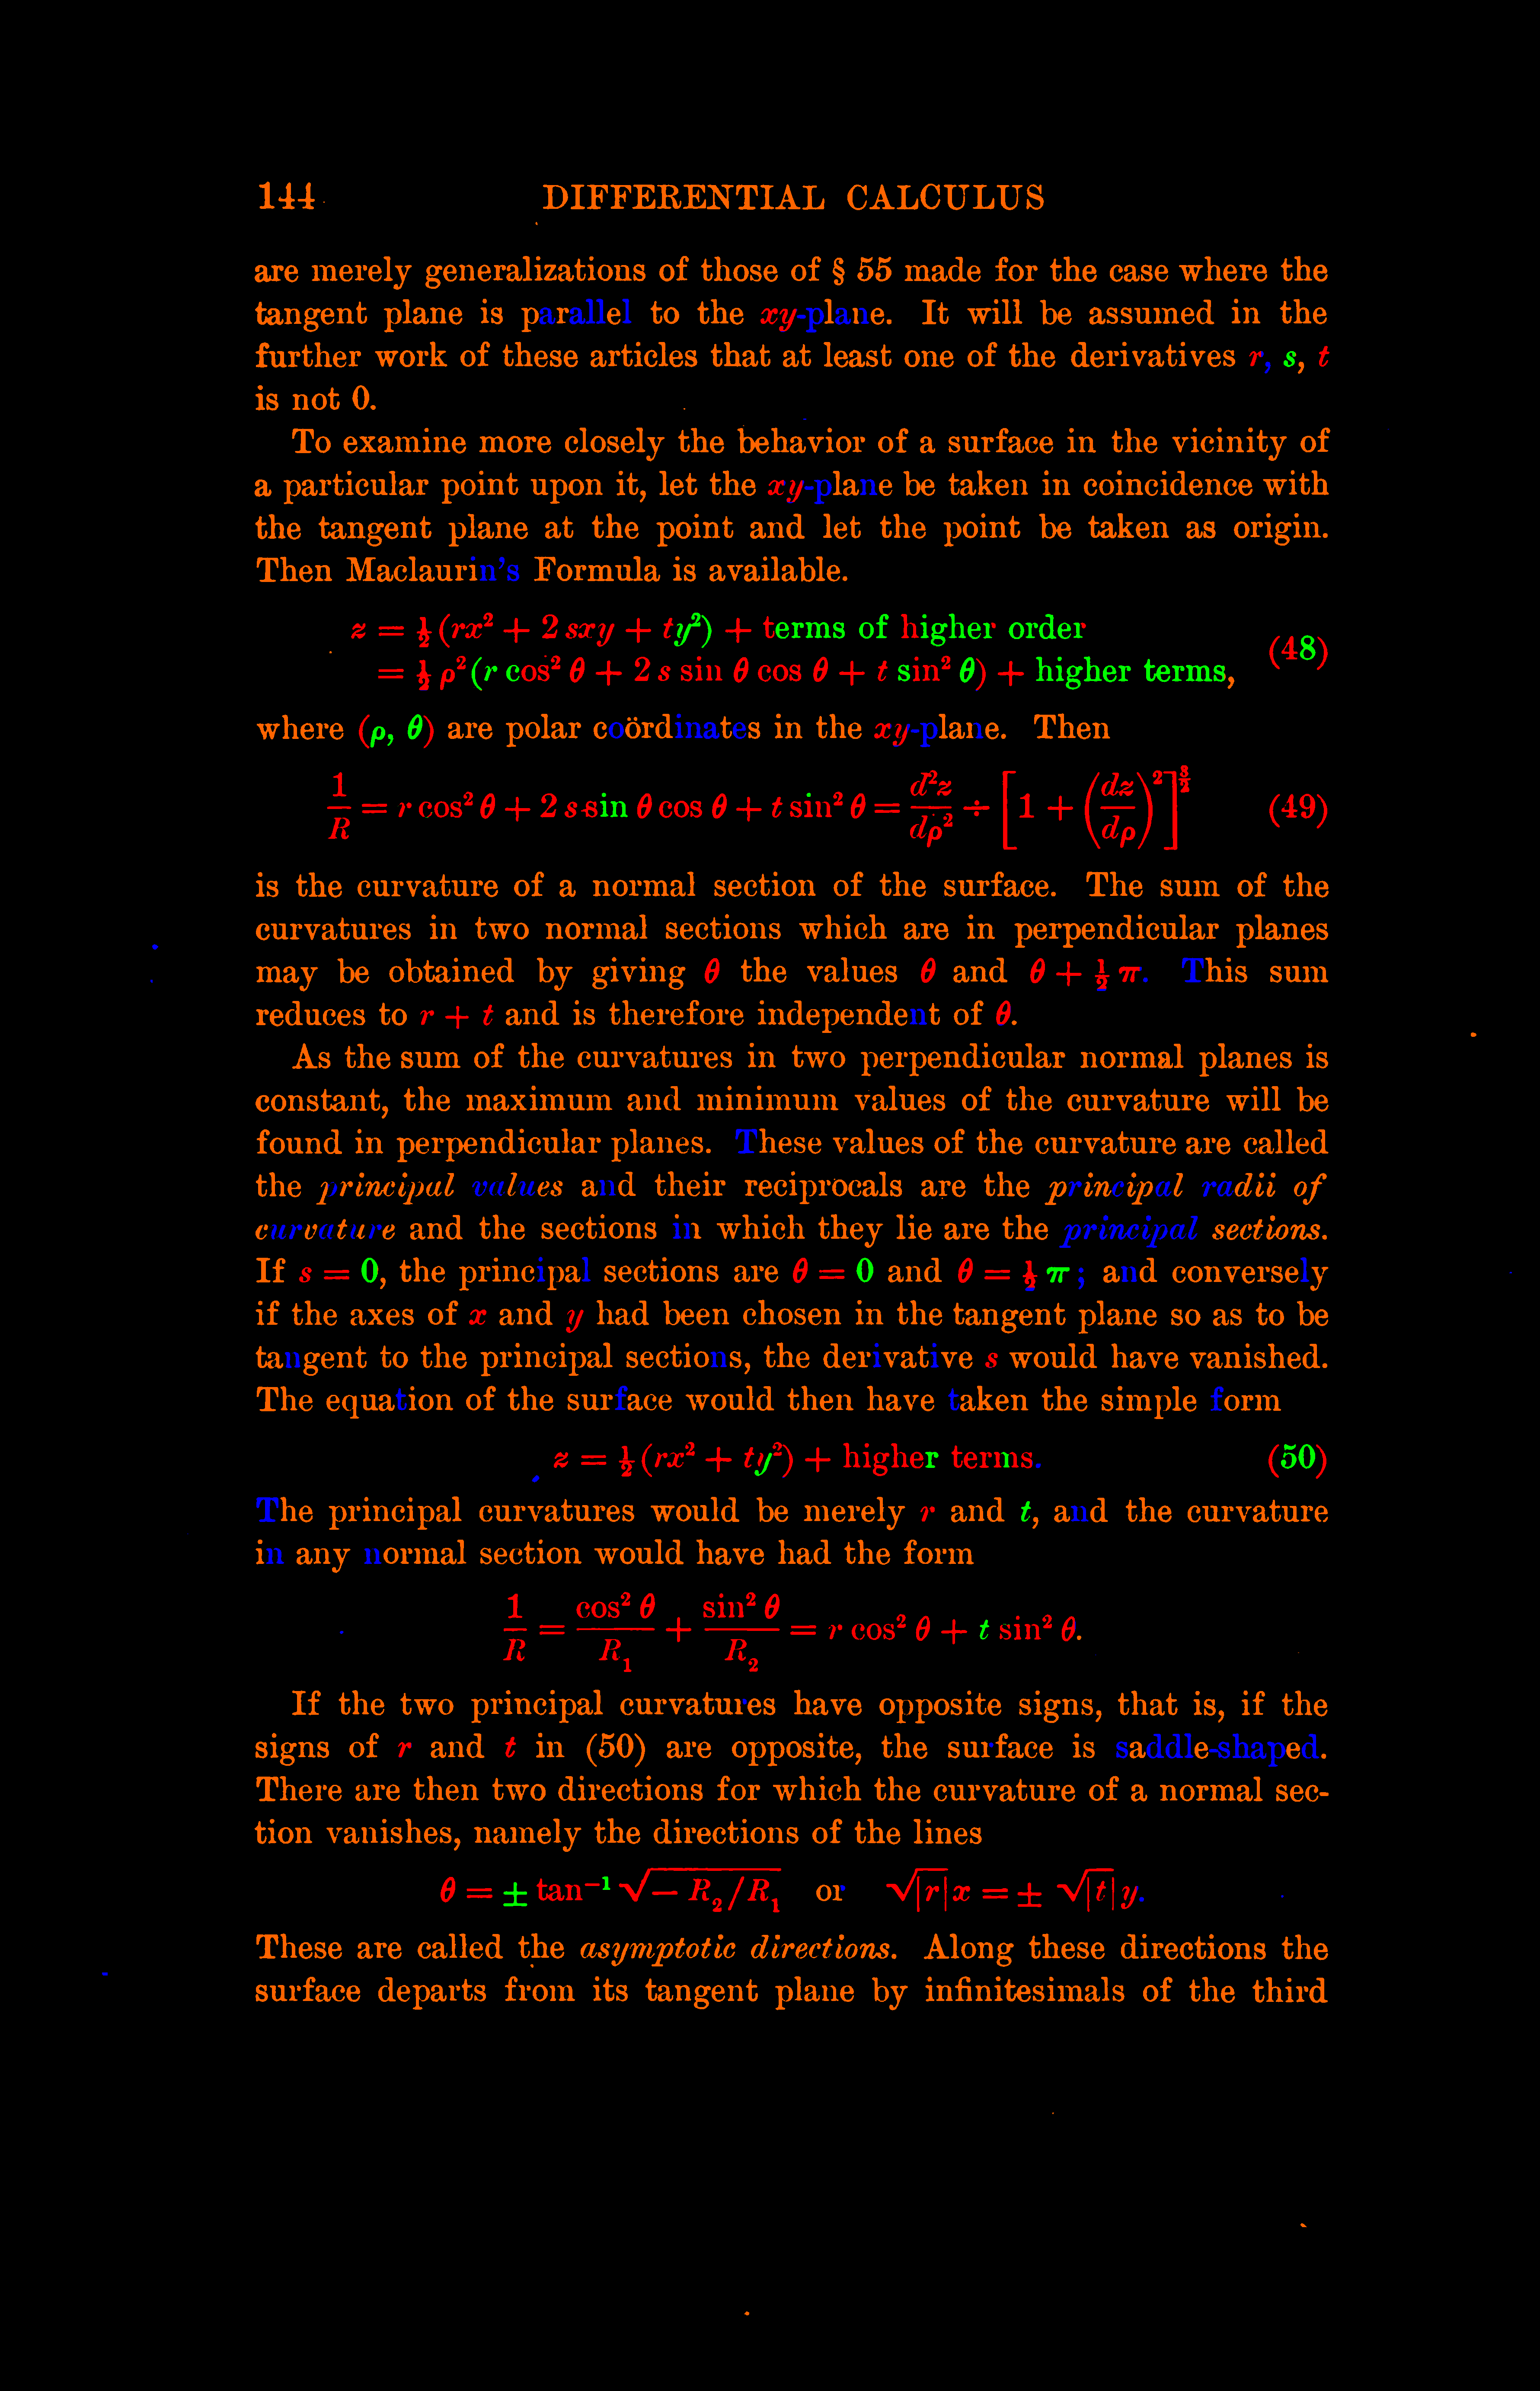 144 DIFFERENTIAL CALCULUS
are merely generalizations of those of § 55 made for the case where the
tangent plane is parallel to the xy-plane. It will be assumed in the
further work of these articles that at least one of the derivatives r, s, t
is not 0.
To examine more closely the behavior of a surface in the vicinity of
a particular point upon it, let the xy-plane be taken in coincidence with
the tangent plane at the point and let the point be taken as origin.
Then Maclaurin's Formula is available.
z = ½ (rx² + 2 sxy + ty²) + terms of higher order
= ½ ρ² (r cos² θ + 2 s sin θ cos θ + t sin² θ) + higher terms, (48)
where (ρ, θ) are polar coördinates in the xy-plane. Then
1/R = r cos² θ + 2 s sin θ cos θ + t sin² θ = d²z/dρ² ÷ [1 + (dz/dρ)²]^(3/2) (49)
is the curvature of a normal section of the surface. The sum of the
curvatures in two normal sections which are in perpendicular planes
may be obtained by giving θ the values θ and θ + ½ π. This sum
reduces to r + t and is therefore independent of θ.
As the sum of the curvatures in two perpendicular normal planes is
constant, the maximum and minimum values of the curvature will be
found in perpendicular planes. These values of the curvature are called
the principal values and their reciprocals are the principal radii of
curvature and the sections in which they lie are the principal sections.
If s = 0, the principal sections are θ = 0 and θ = ½ π; and conversely
if the axes of x and y had been chosen in the tangent plane so as to be
tangent to the principal sections, the derivative s would have vanished.
The equation of the surface would then have taken the simple form
z = ½ (rx² + ty²) + higher terms. (50)
The principal curvatures would be merely r and t, and the curvature
in any normal section would have had the form
1/R = cos² θ/R₁ + sin² θ/R₂ = r cos² θ + t sin² θ.
If the two principal curvatures have opposite signs, that is, if the
signs of r and t in (50) are opposite, the surface is saddle-shaped.
There are then two directions for which the curvature of a normal sec-
tion vanishes, namely the directions of the lines
θ = ± tan⁻¹ √(− R₂/R₁) or √|r| x = ± √|t| y.
These are called the asymptotic directions. Along these directions the
surface departs from its tangent plane by infinitesimals of the third